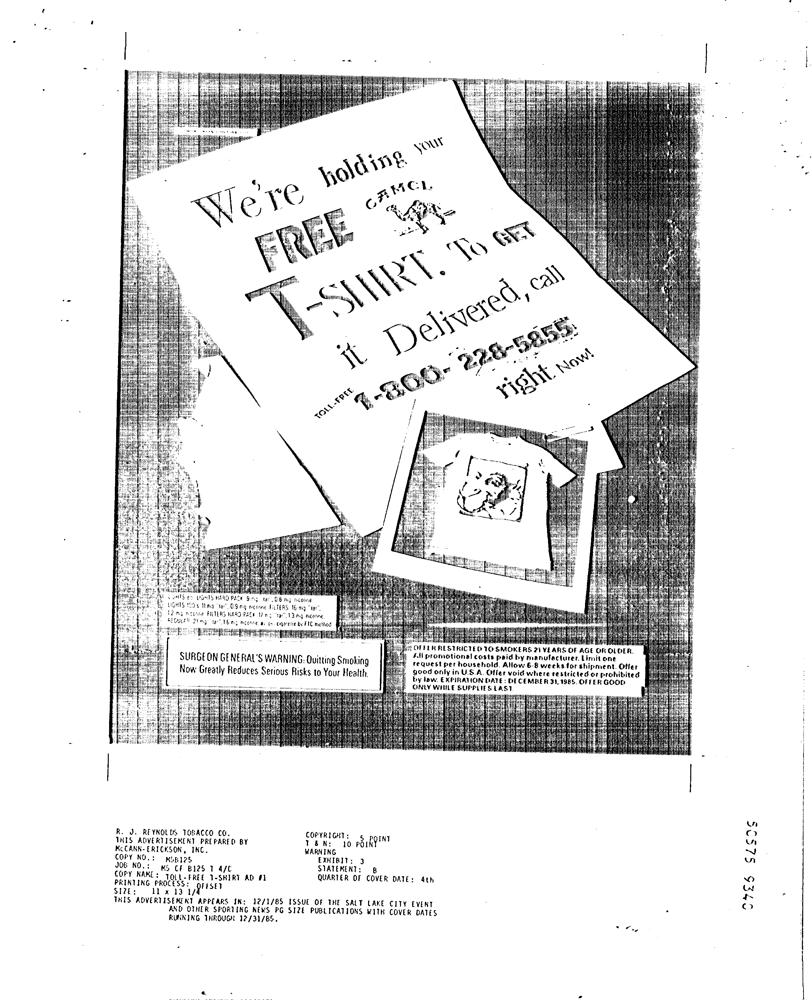 We're holding your
FREE CAMEL
T-SHIRT. To GET
it Delivered, call
TOLL-FREE 1-800-228-5855
right Now!
LIGHTS HARD PACK 9 mg. "tar", 0.8 mg. nicotine
LIGHTS 100's 11 mg. "tar", 0.9 mg. nicotine FILTERS 16 mg. "tar",
1.2 mg. nicotine FILTERS HARD PACK 17 mg. "tar", 1.3 mg. nicotine
REGULAR 21 mg. "tar", 1.6 mg. nicotine per cigarette by FTC method
SURGEON GENERAL'S WARNING: Quitting Smoking
Now Greatly Reduces Serious Risks to Your Health.
OFFER RESTRICTED TO SMOKERS 21 YEARS OF AGE OR OLDER.
All promotional costs paid by manufacturer. Limit one
request per household. Allow 6-8 weeks for shipment. Offer
good only in U.S.A. Offer void where restricted or prohibited
by law. EXPIRATION DATE: DECEMBER 31, 1985. OFFER GOOD
ONLY WHILE SUPPLIES LAST
R. J. REYNOLDS TOBACCO CO.
THIS ADVERTISEMENT PREPARED BY
McCANN-ERICKSON, INC.
COPY NO.: MSB125
JOB NO.: MS CF B125 T 4/C
COPY NAME: TOLL-FREE T-SHIRT AD #1
PRINTING PROCESS: OFFSET
SIZE: 11 x 13 1/4
COPYRIGHT: 5 POINT
T & N: 10 POINT
WARNING
EXHIBIT: 3
STATEMENT: B
QUARTER OF COVER DATE: 4th
THIS ADVERTISEMENT APPEARS IN: 12/1/85 ISSUE OF THE SALT LAKE CITY EVENT
AND OTHER SPORTING NEWS PG SIZE PUBLICATIONS WITH COVER DATES
RUNNING THROUGH 12/31/85.
50575 9340